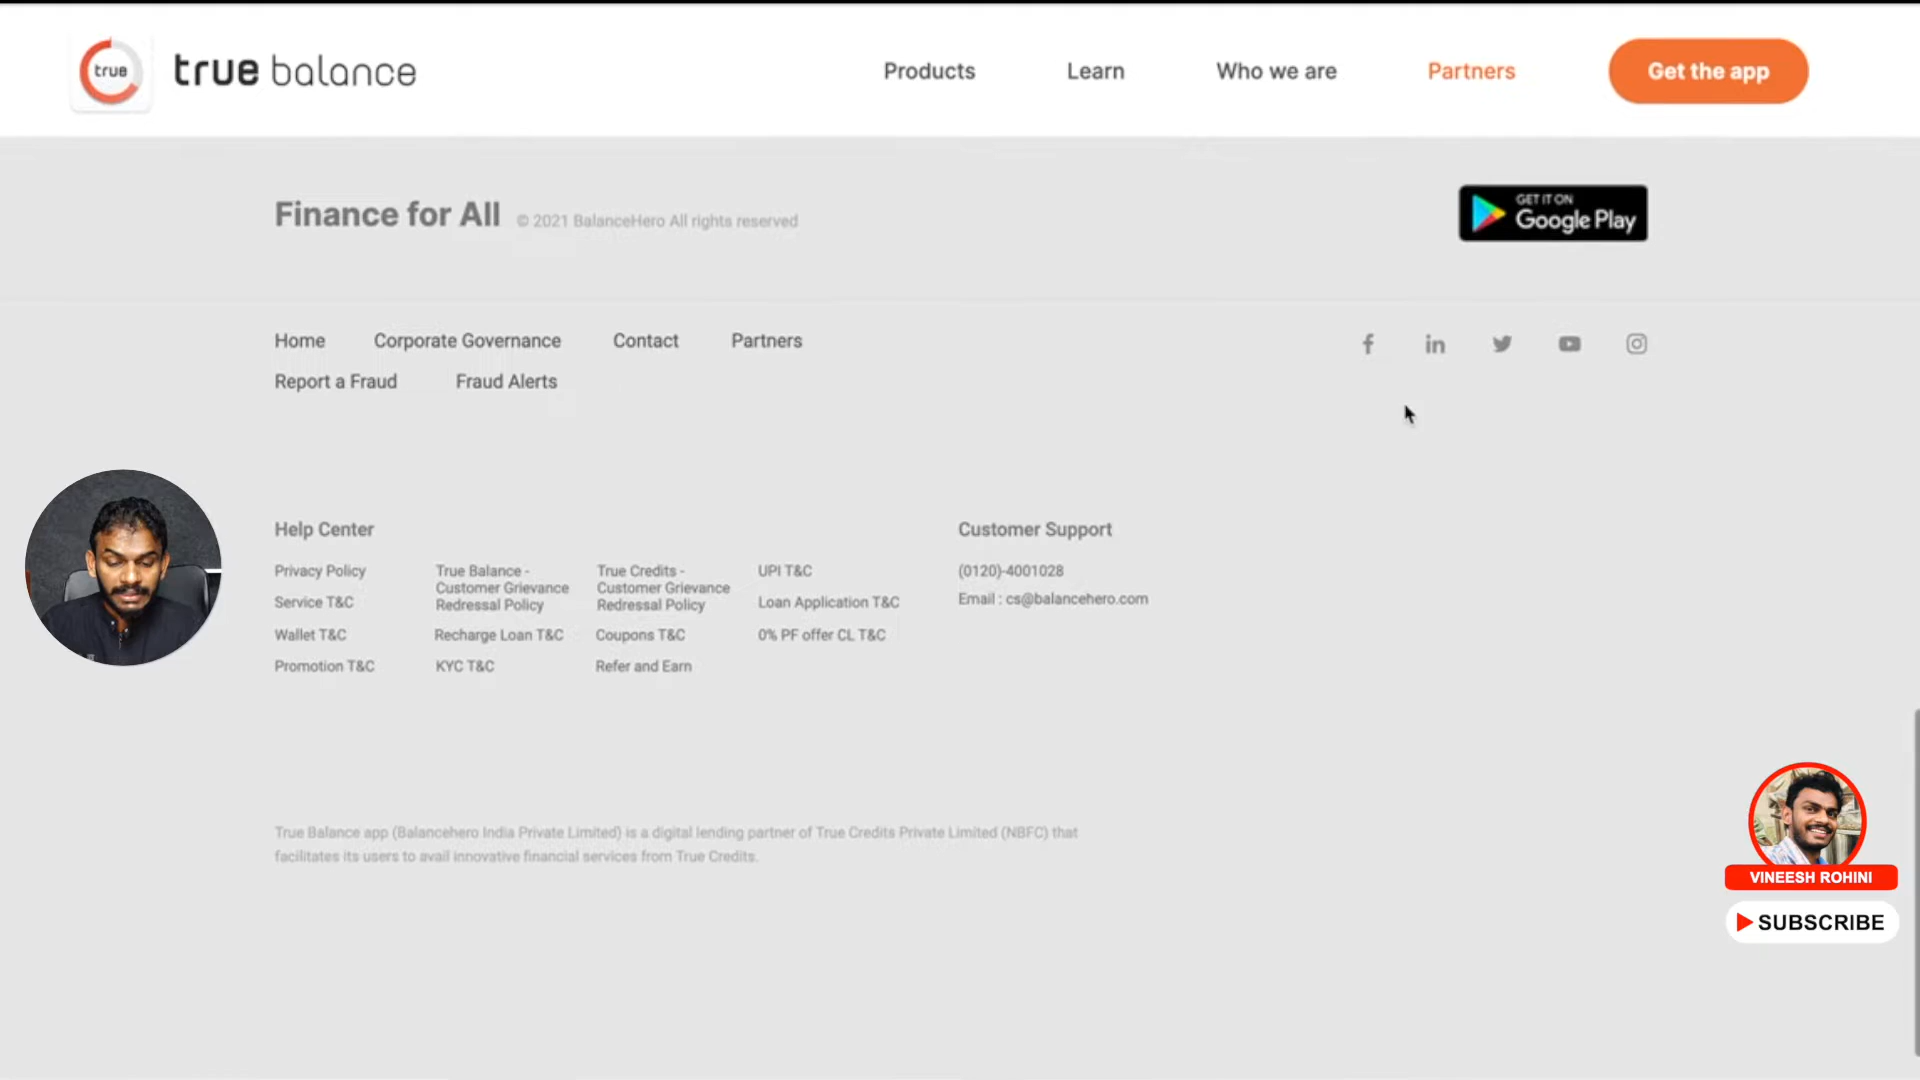 true
true balance
Products
Learn
Who we are
Partners
Get the app
Finance for All
© 2021 BalanceHero All rights reserved
GET IT ON
Google Play
Home
Corporate Governance
Contact
Partners
Report a Fraud
Fraud Alerts
Help Center
Privacy Policy
Service T&C
Wallet T&C
Promotion T&C
True Balance -
Customer Grievance
Redressal Policy
Recharge Loan T&C
KYC T&C
True Credits -
Customer Grievance
Redressal Policy
Coupons T&C
Refer and Earn
UPI T&C
Loan Application T&C
0% PF offer CL T&C
Customer Support
(0120)-4001028
Email : cs@balancehero.com
True Balance app (Balancehero India Private Limited) is a digital lending partner of True Credits Private Limited (NBFC) that
facilitates its users to avail innovative financial services from True Credits.
VINEESH ROHINI
SUBSCRIBE